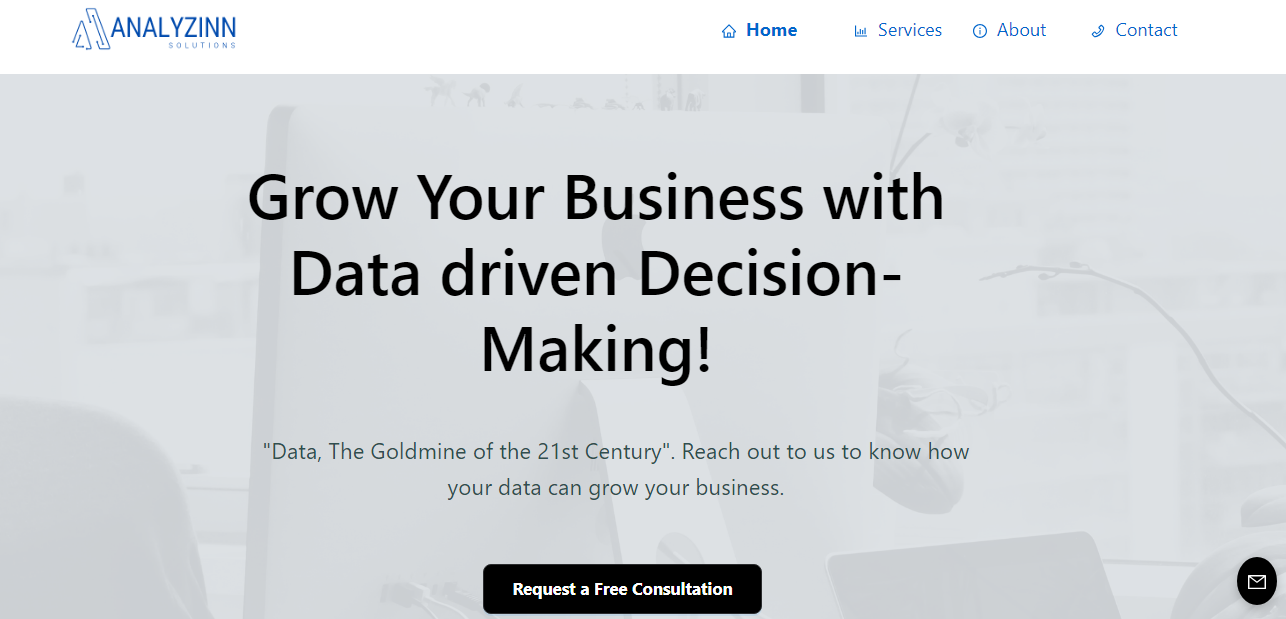 ANALYZINN
SOLUTIONS
Home Services About Contact
Grow Your Business with
Data driven Decision-
Making!
"Data, The Goldmine of the 21st Century". Reach out to us to know how
your data can grow your business.
Request a Free Consultation